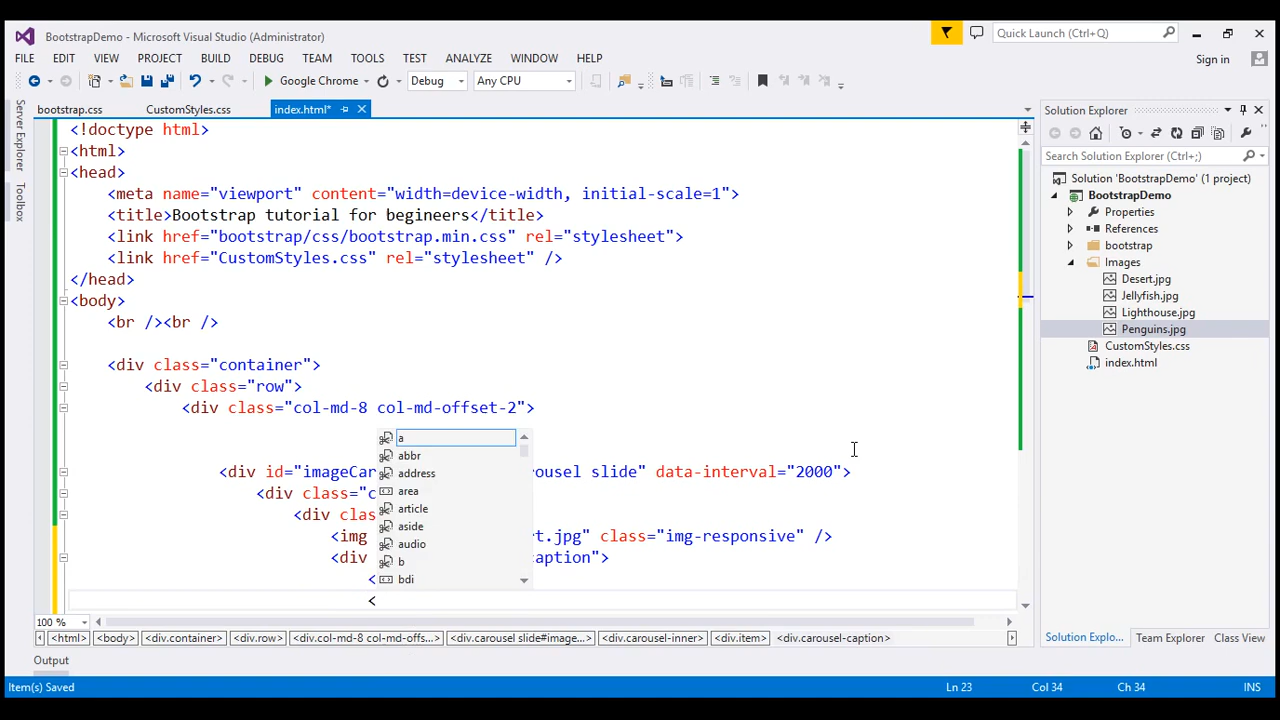 BootstrapDemo - Microsoft Visual Studio (Administrator)
Quick Launch (Ctrl+Q)
FILE EDIT VIEW PROJECT BUILD DEBUG TEAM TOOLS TEST ANALYZE WINDOW HELP
Sign in
Google Chrome Debug Any CPU
Server Explorer
Toolbox
bootstrap.css CustomStyles.css index.html*
<!doctype html>
<html>
<head>
<meta name="viewport" content="width=device-width, initial-scale=1">
<title>Bootstrap tutorial for begineers</title>
<link href="bootstrap/css/bootstrap.min.css" rel="stylesheet">
<link href="CustomStyles.css" rel="stylesheet" />
</head>
<body>
<br /><br />
<div class="container">
<div class="row">
<div class="col-md-8 col-md-offset-2">
<div id="imageCar ousel slide" data-interval="2000">
<div class="c
<div clas
<img rt.jpg" class="img-responsive" />
<div aption">
<
<
a
abbr
address
area
article
aside
audio
b
bdi
100 %
<html> <body> <div.container> <div.row> <div.col-md-8 col-md-offs...> <div.carousel slide#image...> <div.carousel-inner> <div.item> <div.carousel-caption>
Output
Solution Explorer
Search Solution Explorer (Ctrl+;)
Solution 'BootstrapDemo' (1 project)
BootstrapDemo
Properties
References
bootstrap
Images
Desert.jpg
Jellyfish.jpg
Lighthouse.jpg
Penguins.jpg
CustomStyles.css
index.html
Solution Explo... Team Explorer Class View
Item(s) Saved Ln 23 Col 34 Ch 34 INS